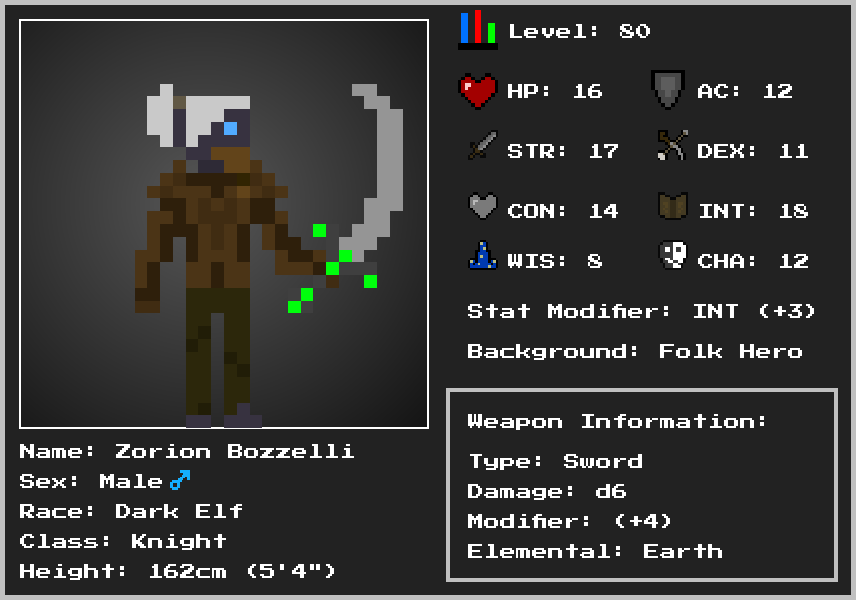 Level: 80
HP: 16
AC: 12
STR: 17
DEX: 11
CON: 14
INT: 18
WIS: 8
CHA: 12
Stat Modifier: INT (+3)
Background: Folk Hero
Name: Zorion Bozzelli
Sex: Male♂
Race: Dark Elf
Class: Knight
Height: 162cm (5'4")
Weapon Information:
Type: Sword
Damage: d6
Modifier: (+4)
Elemental: Earth